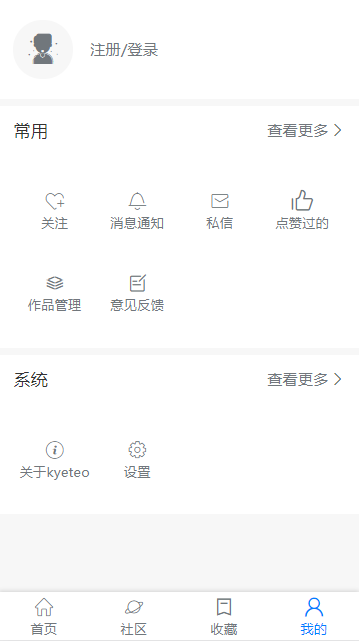 注册/登录
常用 查看更多
关注 消息通知 私信 点赞过的
作品管理 意见反馈
系统 查看更多
关于kyeteo 设置
首页 社区 收藏 我的